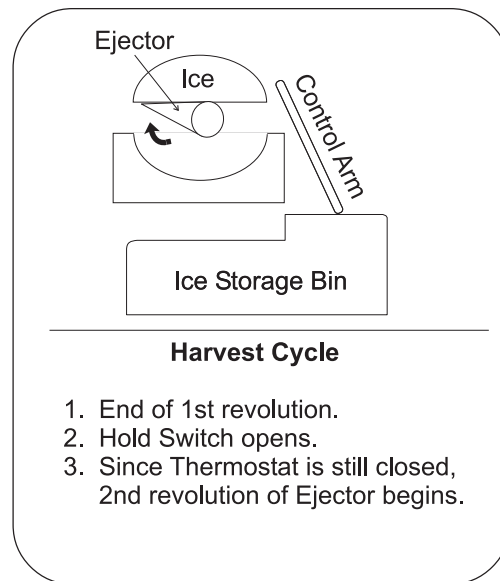 Ejector
Ice
Control Arm
Ice Storage Bin
Harvest Cycle
1. End of 1st revolution.
2. Hold Switch opens.
3. Since Thermostat is still closed,
2nd revolution of Ejector begins.